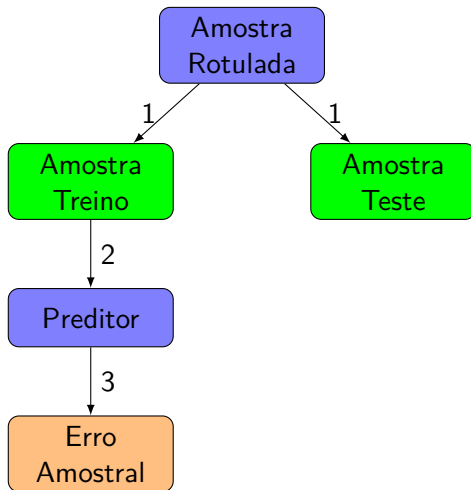 Amostra
Rotulada
1
1
Amostra
Treino
Amostra
Teste
2
Preditor
3
Erro
Amostral